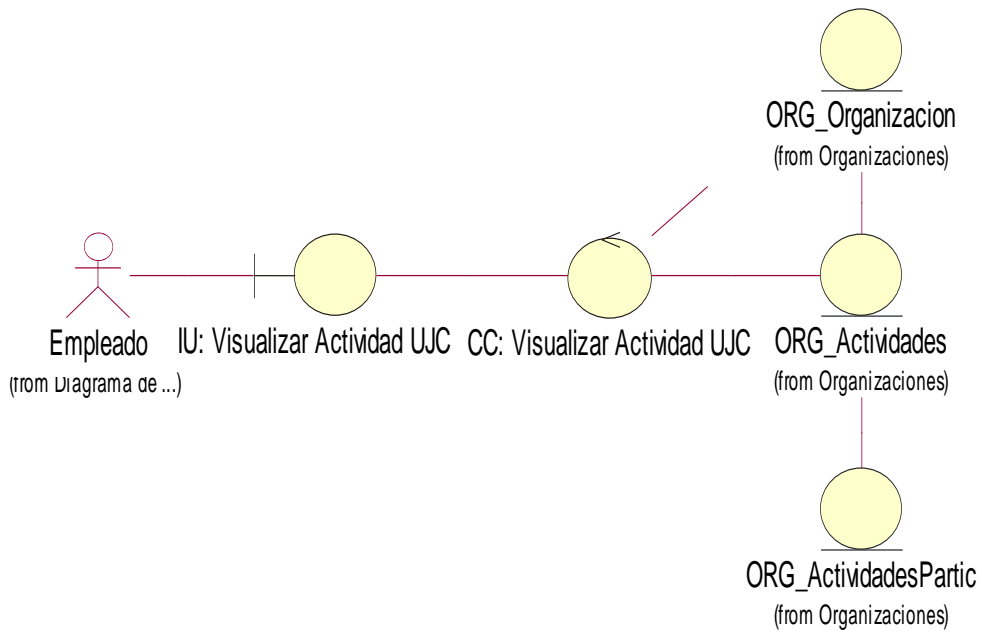 ORG_Organizacion
(from Organizaciones)
Empleado
(from Diagrama de ...)
IU: Visualizar Actividad UJC
CC: Visualizar Actividad UJC
ORG_Actividades
(from Organizaciones)
ORG_ActividadesPartic
(from Organizaciones)